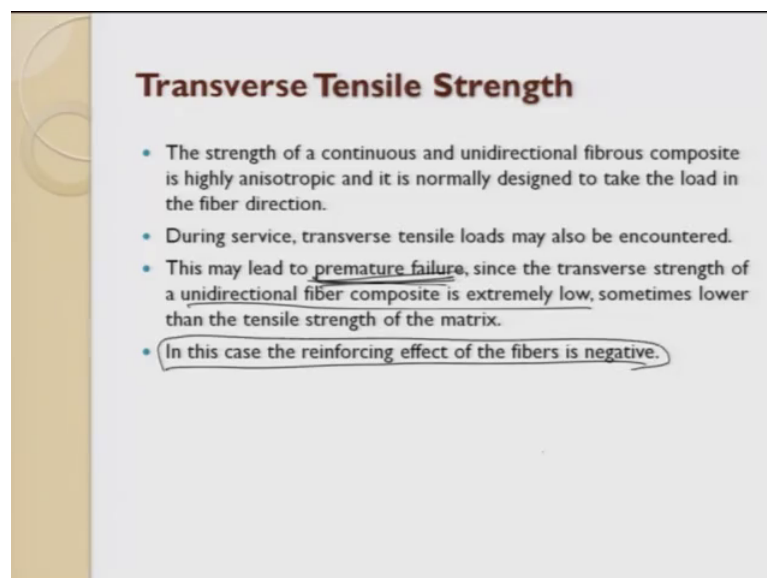 Transverse Tensile Strength
• The strength of a continuous and unidirectional fibrous composite
is highly anisotropic and it is normally designed to take the load in
the fiber direction.
• During service, transverse tensile loads may also be encountered.
• This may lead to premature failure, since the transverse strength of
a unidirectional fiber composite is extremely low, sometimes lower
than the tensile strength of the matrix.
• In this case the reinforcing effect of the fibers is negative.